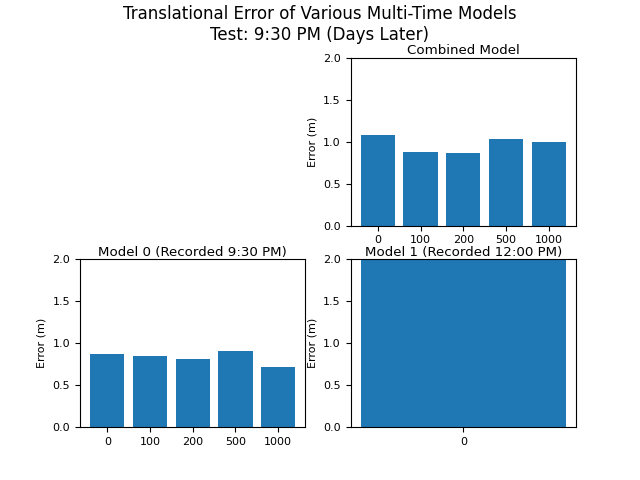 Translational Error of Various Multi-Time Models
Test: 9:30 PM (Days Later)
Combined Model
2.0
1.5
1.0
0.5
0.0
Error (m)
0 100 200 500 1000
Model 0 (Recorded 9:30 PM)
2.0
1.5
1.0
0.5
0.0
Error (m)
0 100 200 500 1000
Model 1 (Recorded 12:00 PM)
2.0
1.5
1.0
0.5
0.0
Error (m)
0